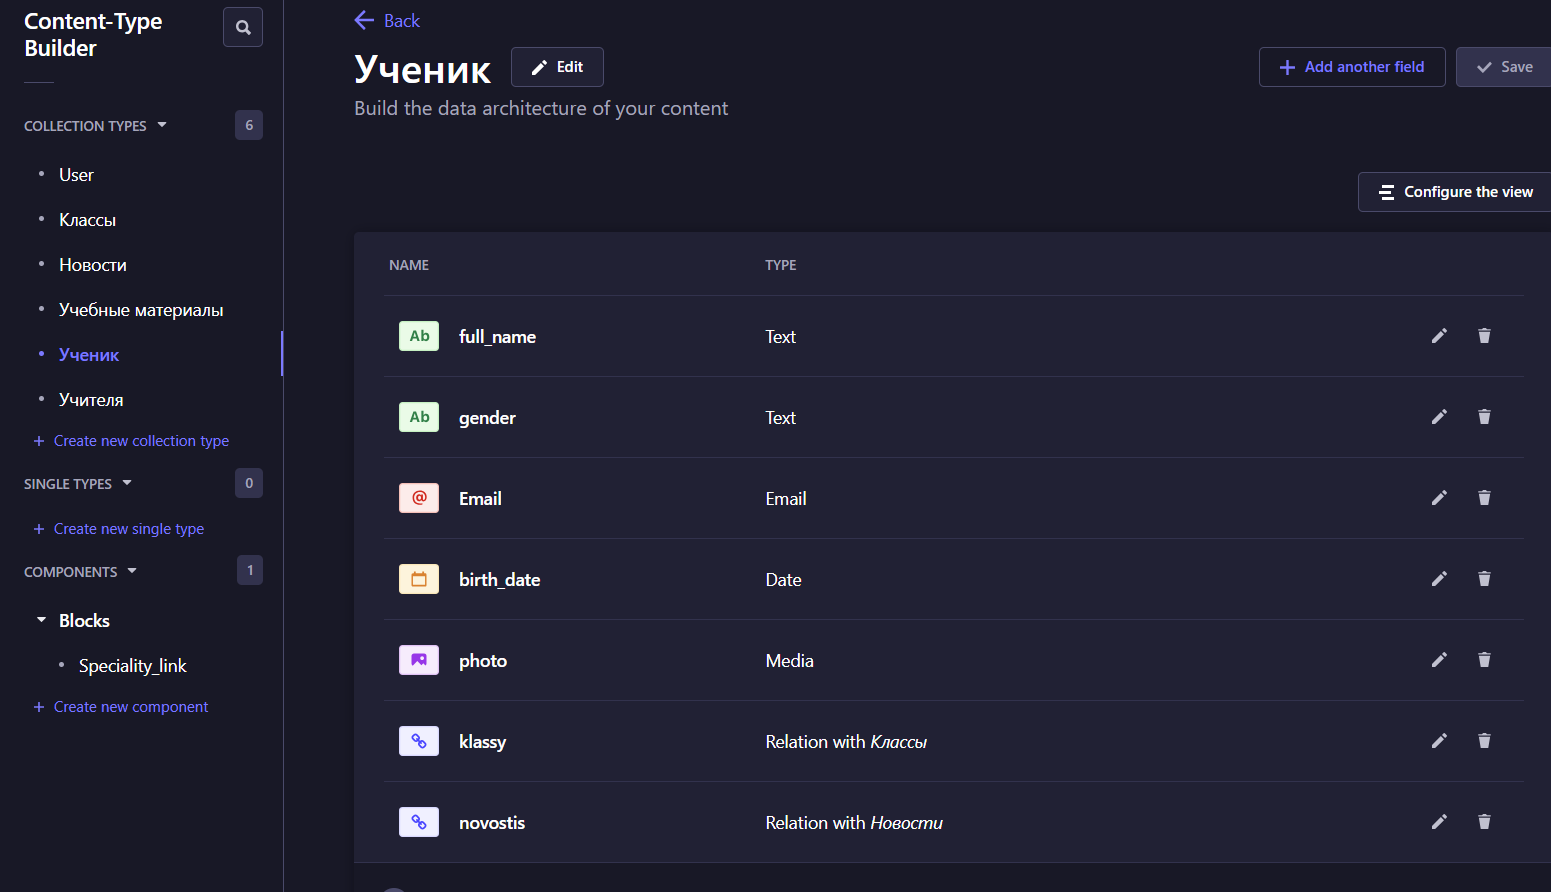 Content-Type
Builder
COLLECTION TYPES 6
User
Классы
Новости
Учебные материалы
Ученик
Учителя
+ Create new collection type
SINGLE TYPES 0
+ Create new single type
COMPONENTS 1
Blocks
Speciality_link
+ Create new component
Back
Ученик
Edit
Add another field
Save
Build the data architecture of your content
Configure the view
NAME TYPE
Ab full_name Text
Ab gender Text
@ Email Email
birth_date Date
photo Media
klassy Relation with Классы
novostis Relation with Новости